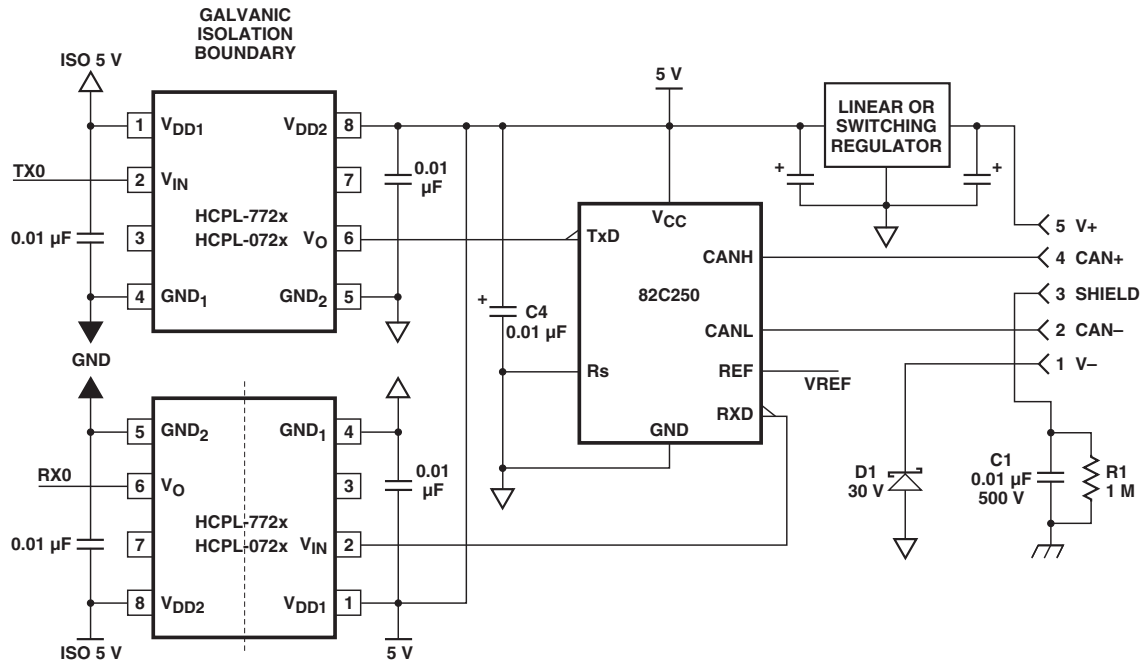 GALVANIC
ISOLATION
BOUNDARY
ISO 5 V
1 VDD1
VDD2 8
TX0
2 VIN
7
0.01
µF
HCPL-772x
HCPL-072x
0.01 µF
3
VO 6
4 GND1
GND2 5
GND
5 V
LINEAR OR
SWITCHING
REGULATOR
+
+
VCC
TxD
CANH
82C250
CANL
Rs
REF
VREF
RXD
GND
+
C4
0.01 µF
5 V+
4 CAN+
3 SHIELD
2 CAN–
1 V–
D1
30 V
C1
0.01 µF
500 V
R1
1 M
5 GND2
GND1 4
RX0
6 VO
3
0.01
µF
HCPL-772x
HCPL-072x
0.01 µF
7
VIN 2
8 VDD2
VDD1 1
ISO 5 V
5 V